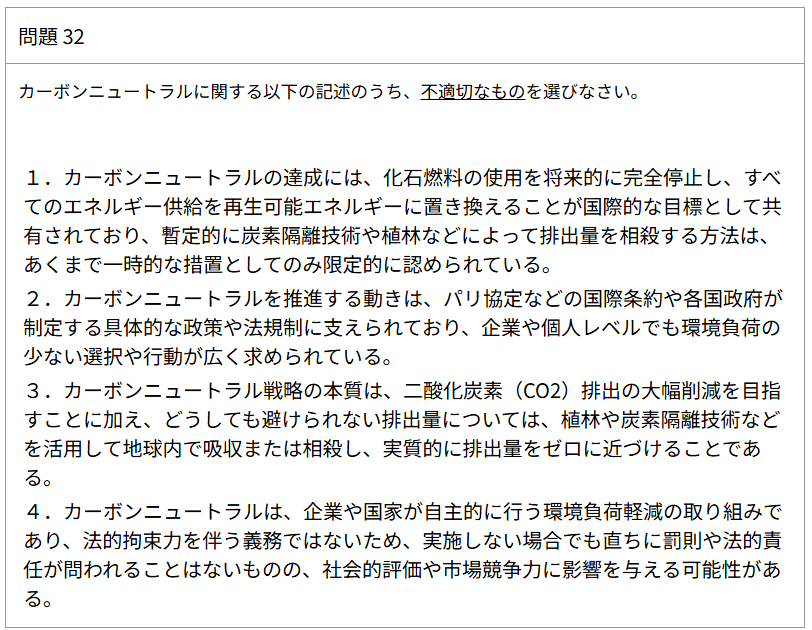 問題 32
カーボンニュートラルに関する以下の記述のうち、不適切なものを選びなさい。
１．カーボンニュートラルの達成には、化石燃料の使用を将来的に完全停止し、すべ
てのエネルギー供給を再生可能エネルギーに置き換えることが国際的な目標として共
有されており、暫定的に炭素隔離技術や植林などによって排出量を相殺する方法は、
あくまで一時的な措置としてのみ限定的に認められている。
２．カーボンニュートラルを推進する動きは、パリ協定などの国際条約や各国政府が
制定する具体的な政策や法規制に支えられており、企業や個人レベルでも環境負荷の
少ない選択や行動が広く求められている。
３．カーボンニュートラル戦略の本質は、二酸化炭素（CO2）排出の大幅削減を目指
すことに加え、どうしても避けられない排出量については、植林や炭素隔離技術など
を活用して地球内で吸収または相殺し、実質的に排出量をゼロに近づけることであ
る。
４．カーボンニュートラルは、企業や国家が自主的に行う環境負荷軽減の取り組みで
あり、法的拘束力を伴う義務ではないため、実施しない場合でも直ちに罰則や法的責
任が問われることはないものの、社会的評価や市場競争力に影響を与える可能性があ
る。